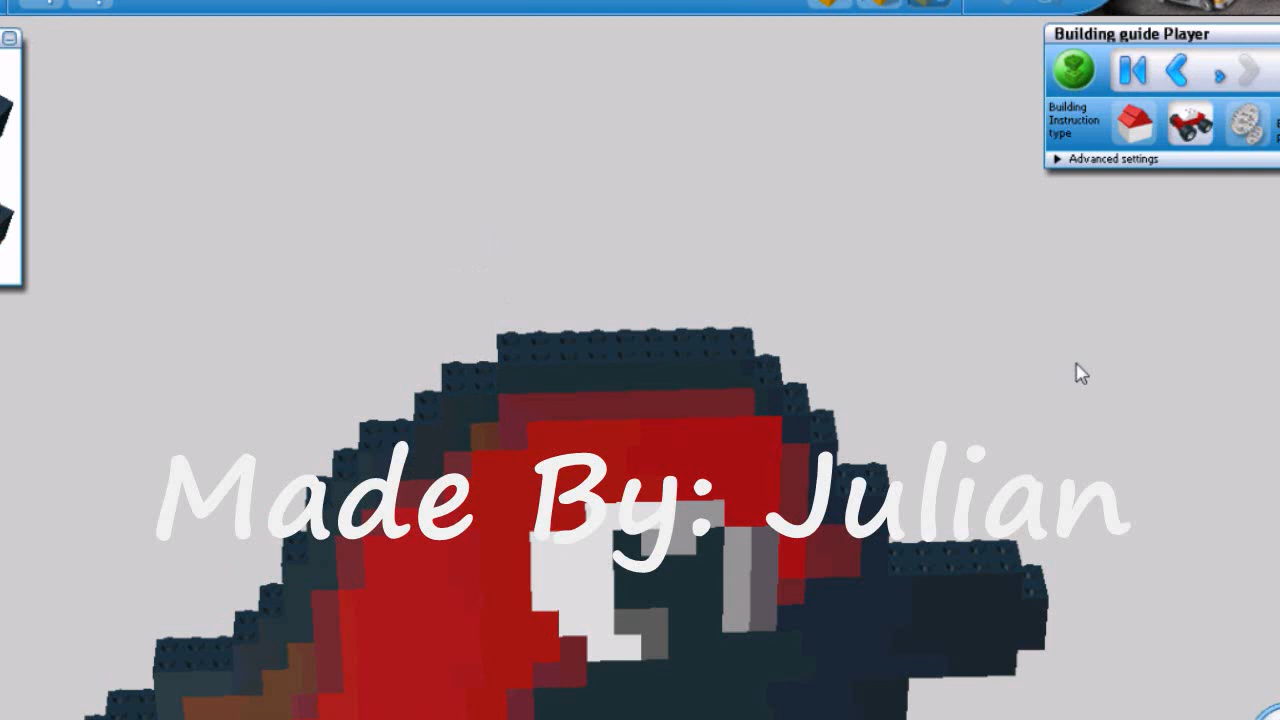 Building guide Player
Building
Instruction
type
Advanced settings
Made By: Julian